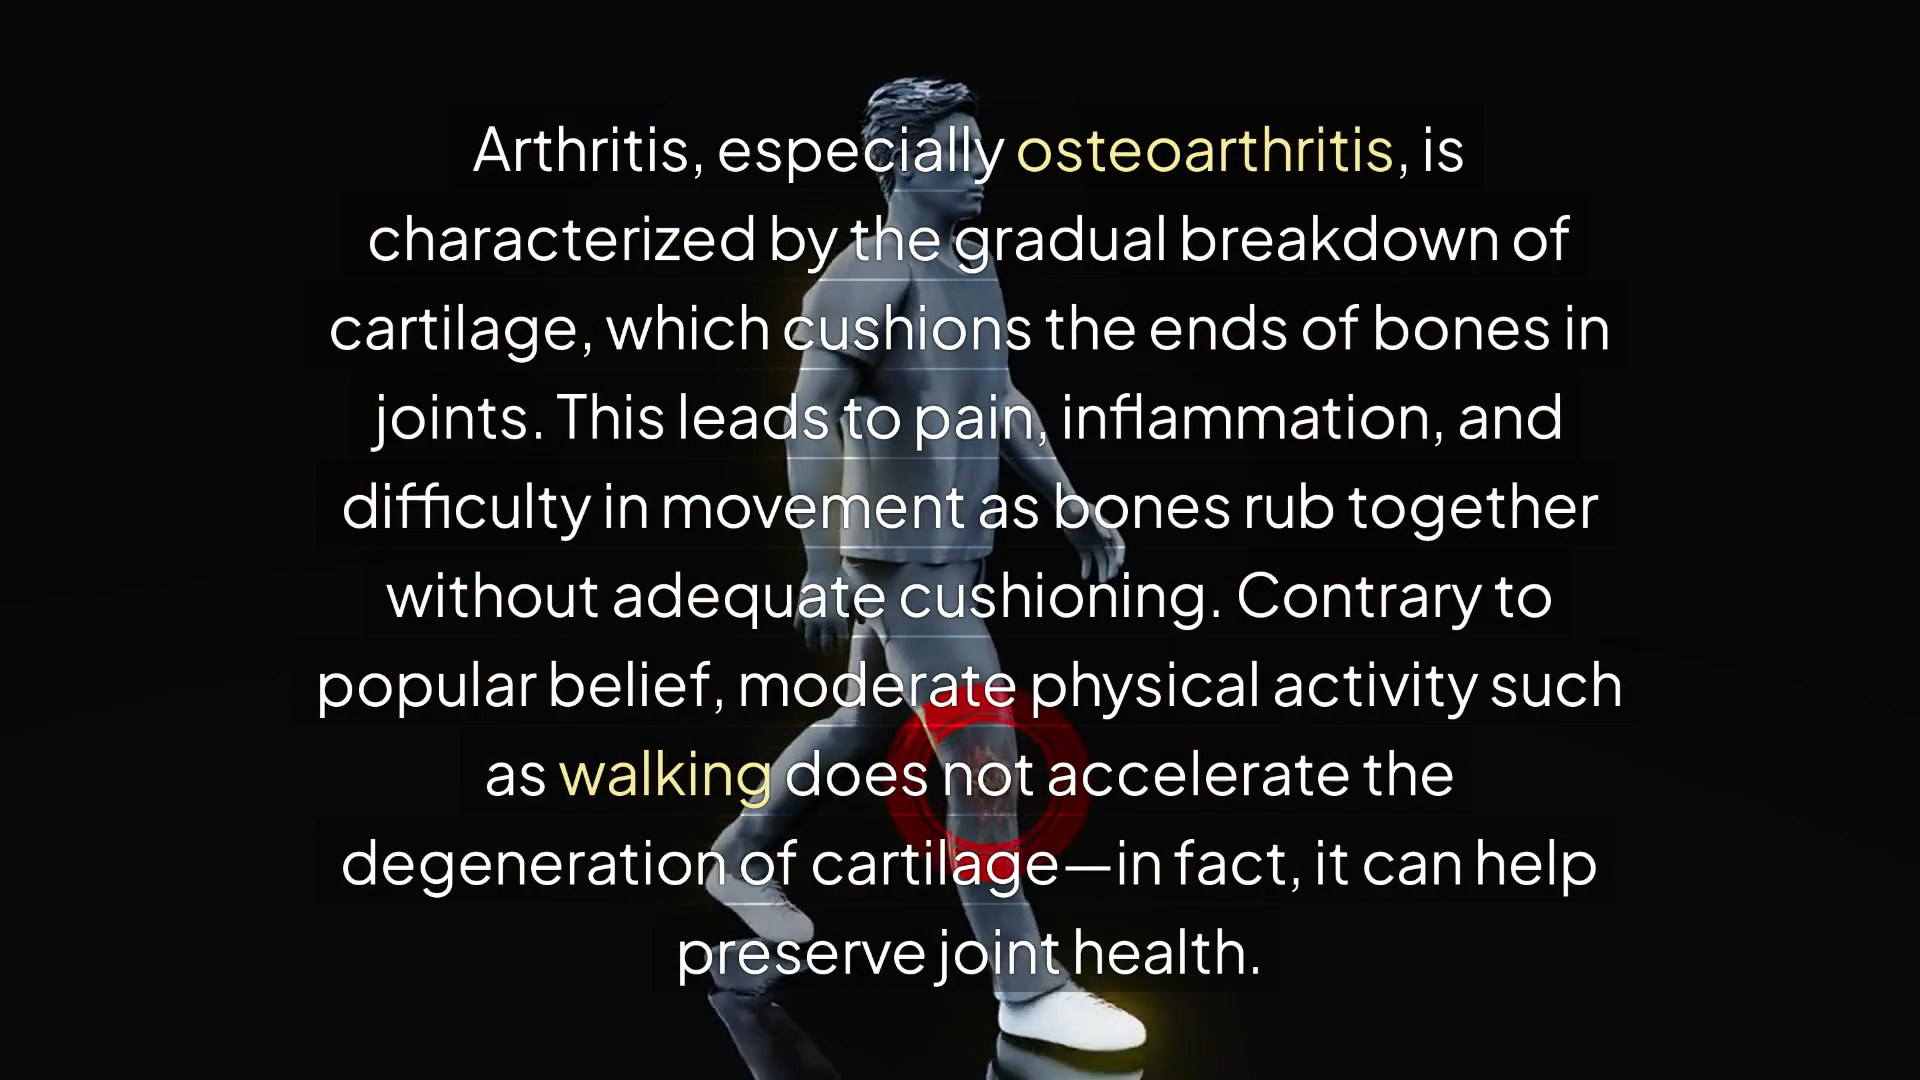 Arthritis, especially osteoarthritis, is
characterized by the gradual breakdown of
cartilage, which cushions the ends of bones in
joints. This leads to pain, inflammation, and
difficulty in movement as bones rub together
without adequate cushioning. Contrary to
popular belief, moderate physical activity such
as walking does not accelerate the
degeneration of cartilage—in fact, it can help
preserve joint health.